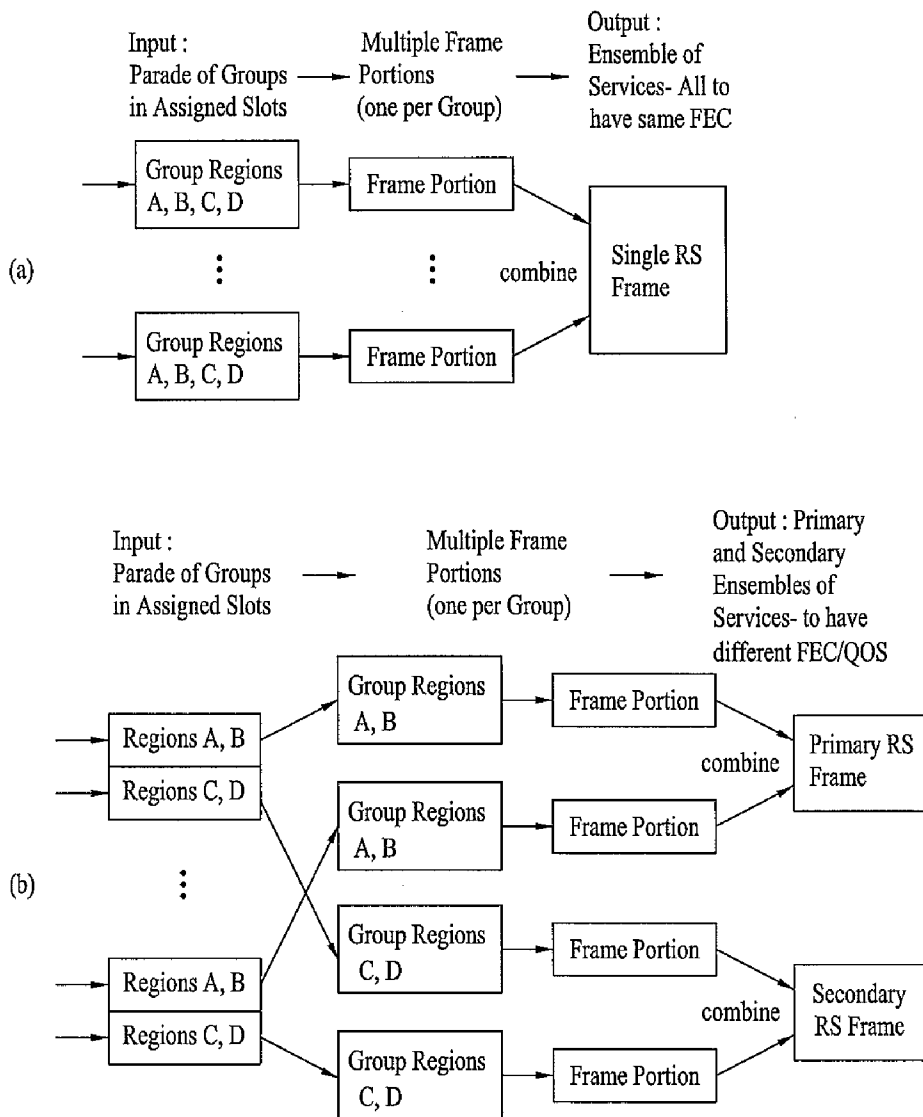 Input :
Parade of Groups
in Assigned Slots
Multiple Frame
Portions
(one per Group)
Output :
Ensemble of
Services- All to
have same FEC
(a)
Group Regions
A, B, C, D
Frame Portion
combine
Single RS
Frame
Group Regions
A, B, C, D
Frame Portion
Input :
Parade of Groups
in Assigned Slots
Multiple Frame
Portions
(one per Group)
Output : Primary
and Secondary
Ensembles of
Services- to have
different FEC/QOS
(b)
Regions A, B
Regions C, D
Regions A, B
Regions C, D
Group Regions
A, B
Frame Portion
Group Regions
A, B
Frame Portion
combine
Primary RS
Frame
Group Regions
C, D
Frame Portion
Group Regions
C, D
Frame Portion
combine
Secondary
RS Frame